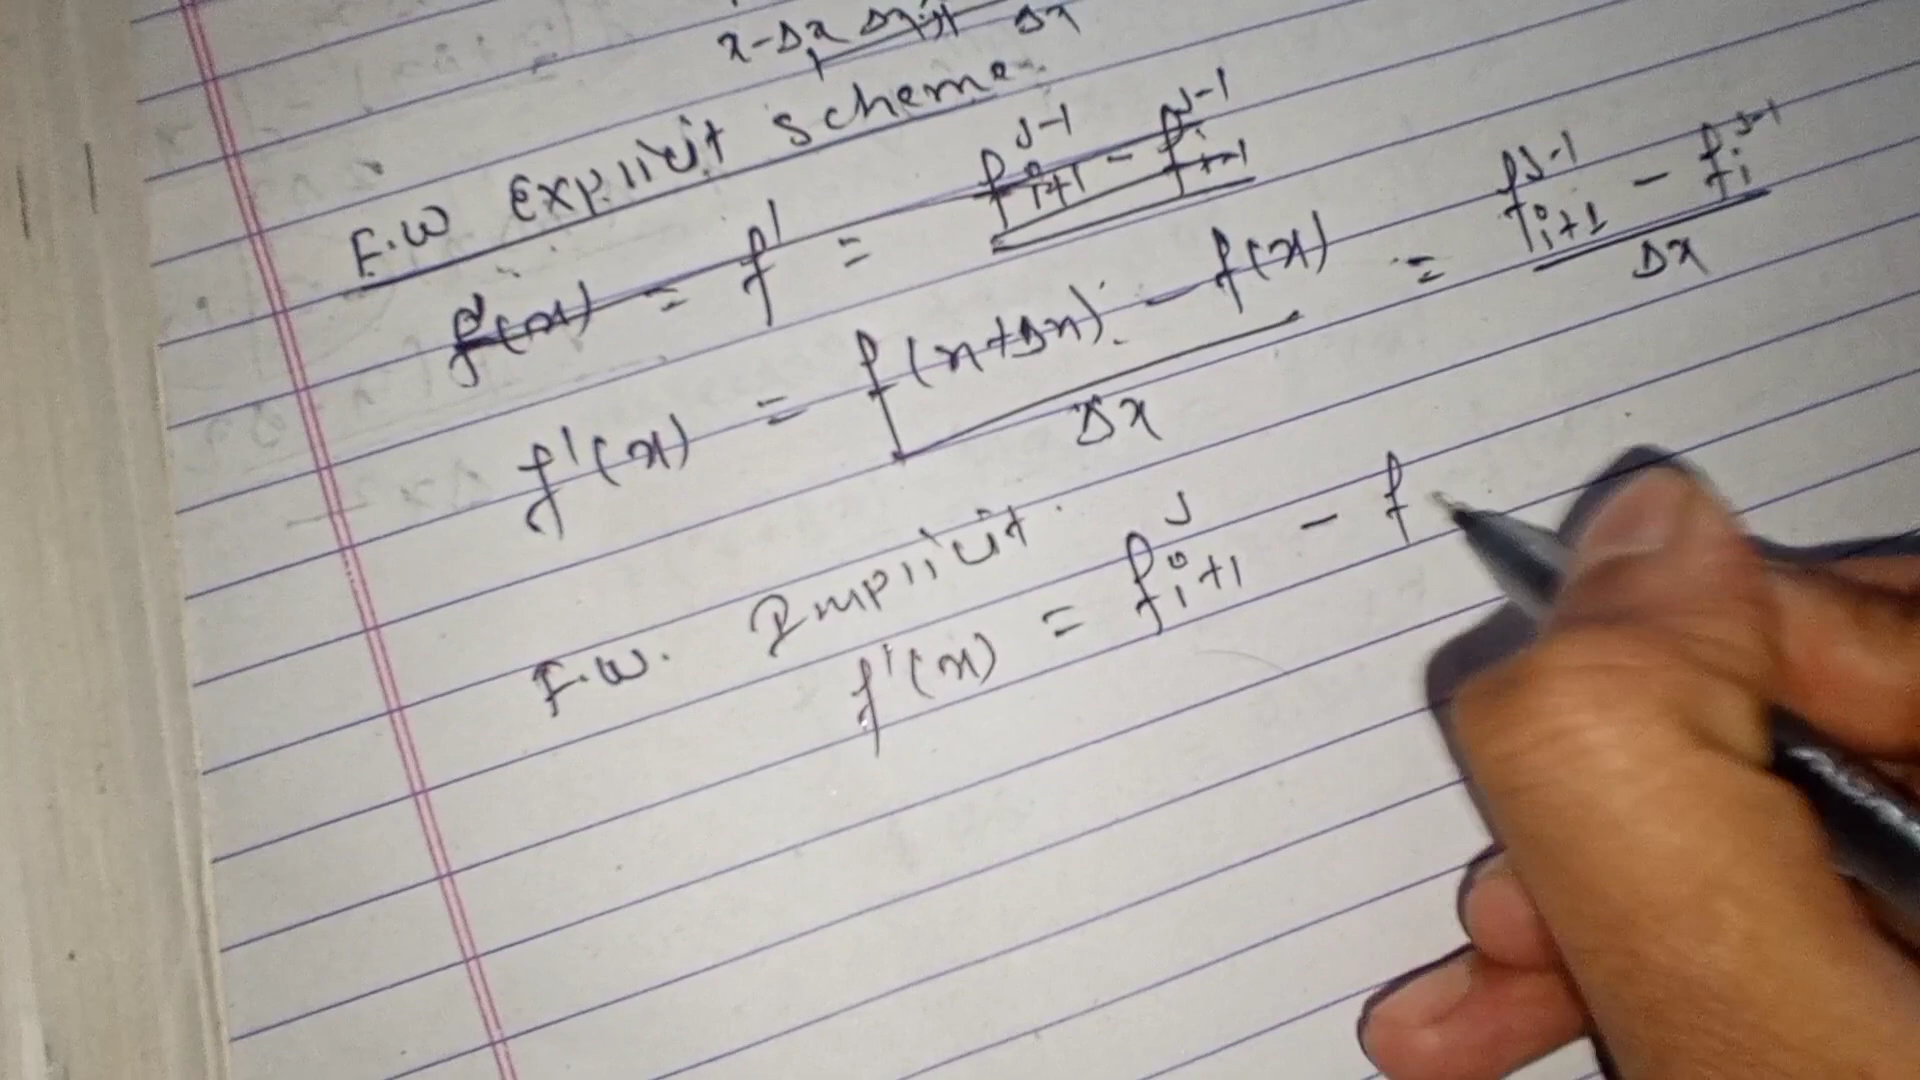 x-Δx Δx Δx
F.W Explicit scheme
f'(x) = f' = f_{i+1}^{J-1} - f_{i-1}^{J-1}
f'(x) = f(x+Δx) - f(x) / Δx = f_{i+1}^{J-1} - f_i^{J-1} / Δx
F.W. Implicit
f'(x) = f_{i+1}^{J} - f